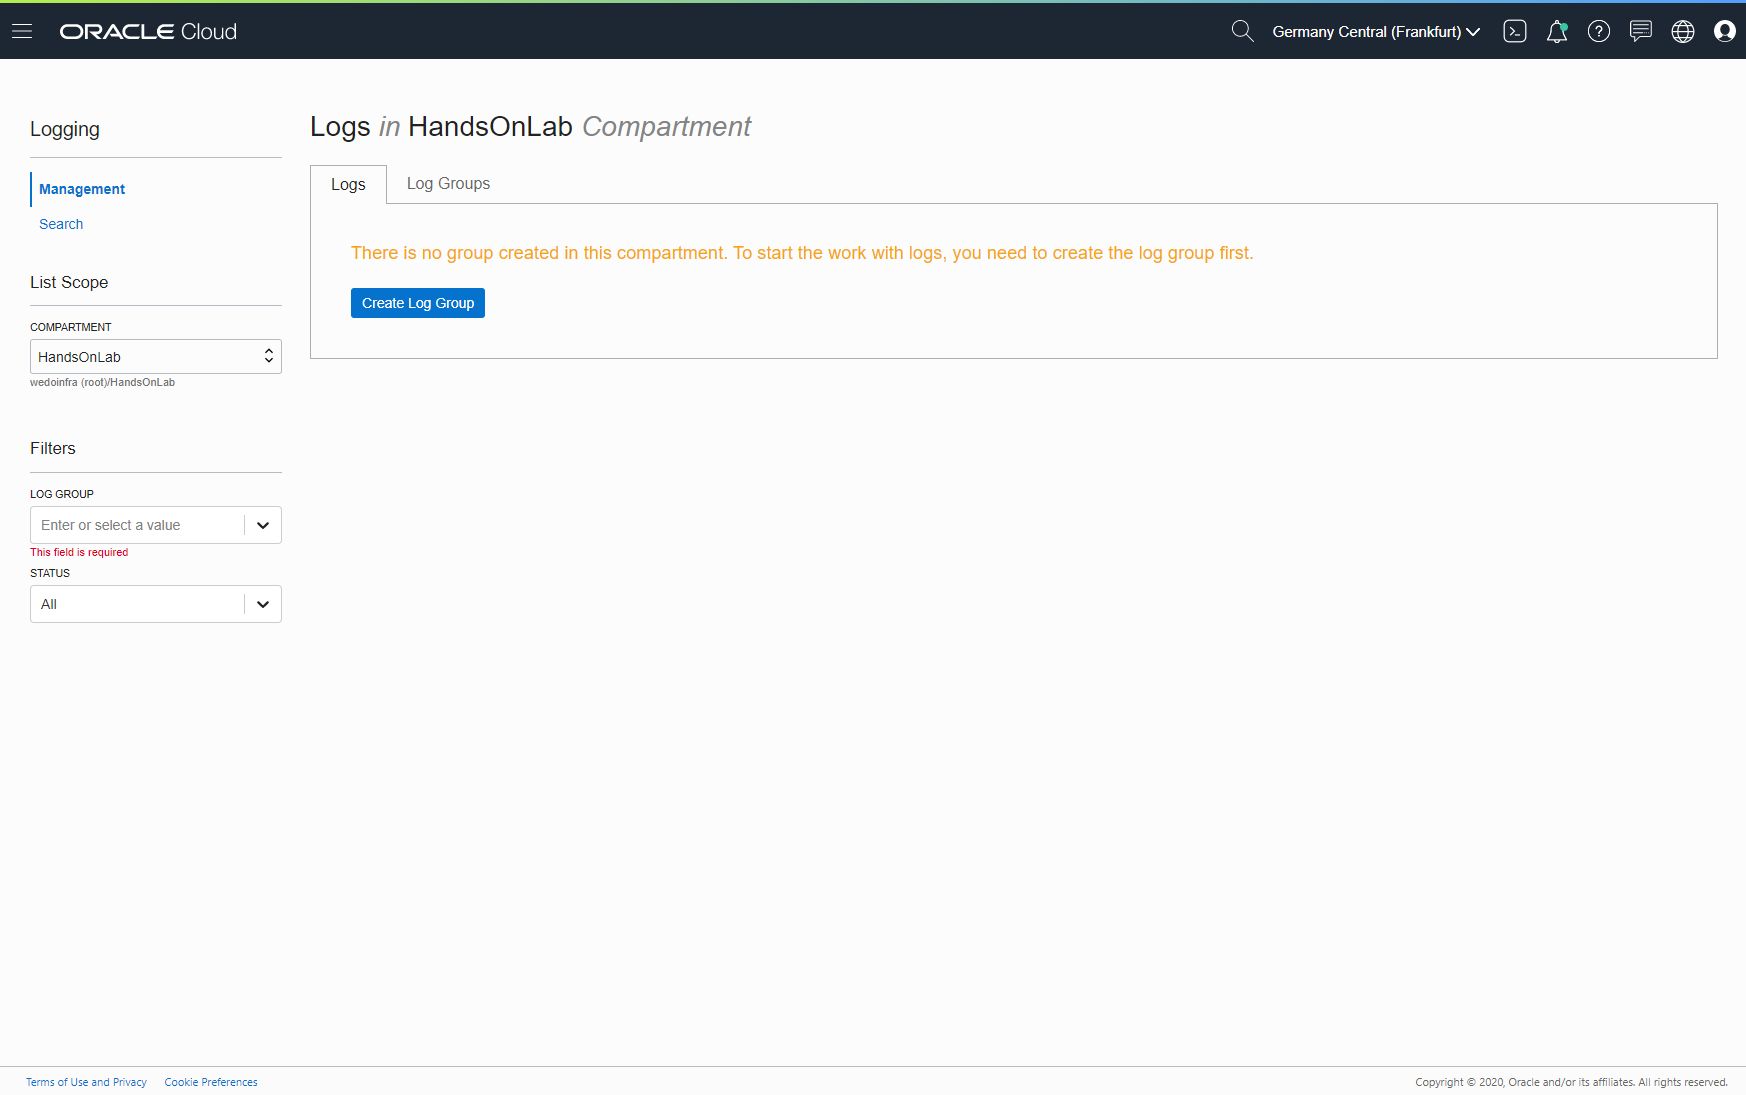 ORACLE Cloud
Germany Central (Frankfurt)
Logging
Management
Search
List Scope
COMPARTMENT
HandsOnLab
wedoinfra (root)/HandsOnLab
Filters
LOG GROUP
Enter or select a value
This field is required
STATUS
All
Logs in HandsOnLab Compartment
Logs
Log Groups
There is no group created in this compartment. To start the work with logs, you need to create the log group first.
Create Log Group
Terms of Use and Privacy
Cookie Preferences
Copyright © 2020, Oracle and/or its affiliates. All rights reserved.